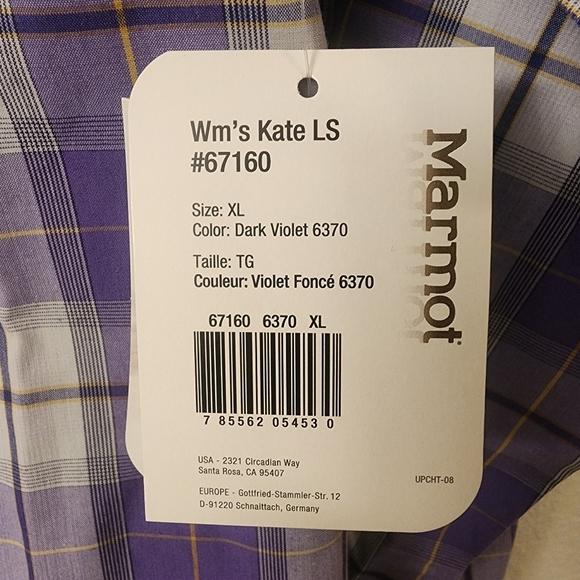 Wm's Kate LS
#67160
Marmot
Size: XL
Color: Dark Violet 6370
Taille: TG
Couleur: Violet Foncé 6370
67160 6370 XL
7 85562 05453 0
USA - 2321 Circadian Way
Santa Rosa, CA 95407
EUROPE - Gottfried-Stammler-Str. 12
D-91220 Schnaittach, Germany
UPCHT-08